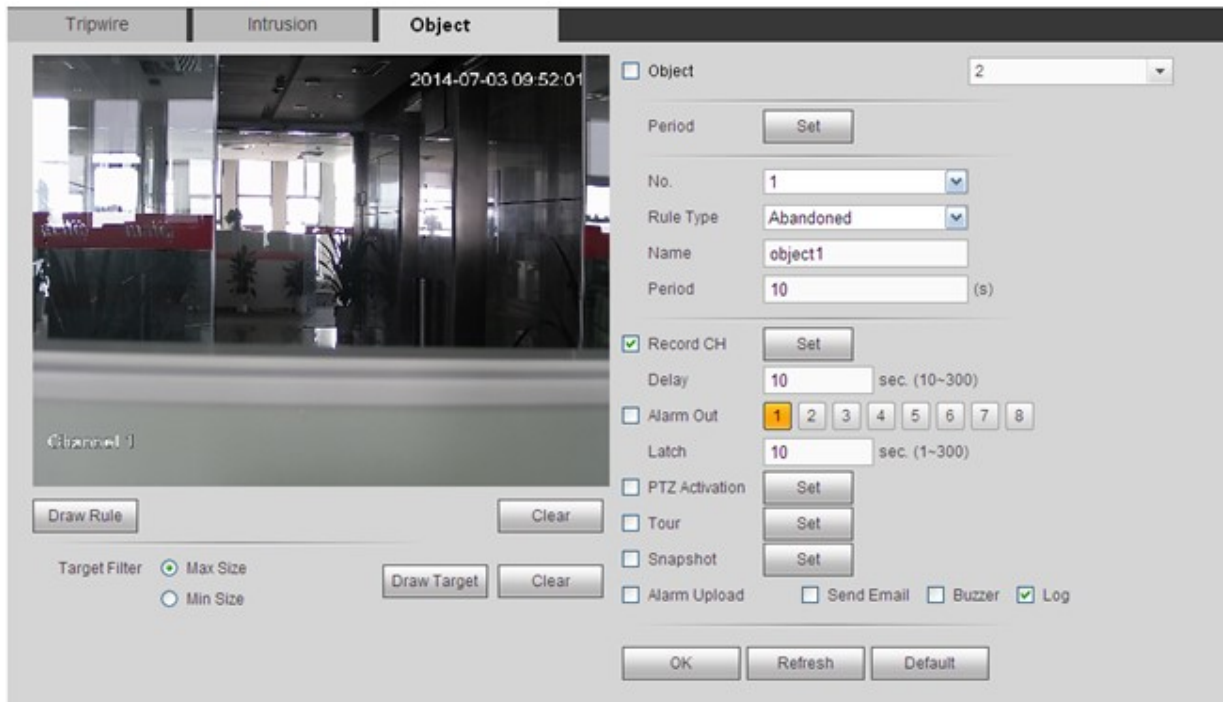 Tripwire Intrusion Object
2014-07-03 09:52:01
Channel 1
Draw Rule Clear
Target Filter Max Size
Min Size
Draw Target Clear
Object 2
Period Set
No. 1
Rule Type Abandoned
Name object1
Period 10 (s)
Record CH Set
Delay 10 sec. (10~300)
Alarm Out 1 2 3 4 5 6 7 8
Latch 10 sec. (1~300)
PTZ Activation Set
Tour Set
Snapshot Set
Alarm Upload Send Email Buzzer Log
OK Refresh Default